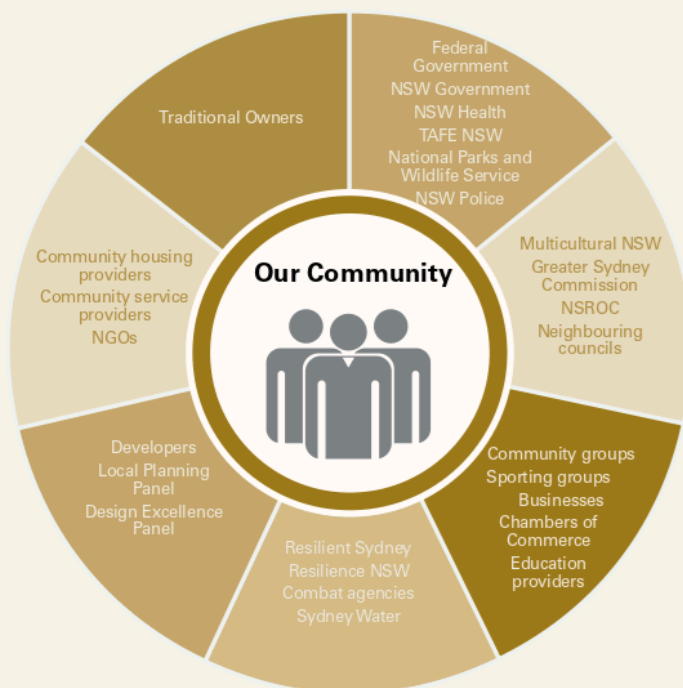 Our Community
Federal
Government
NSW Government
NSW Health
TAFE NSW
National Parks and
Wildlife Service
NSW Police
Multicultural NSW
Greater Sydney
Commission
NSROC
Neighbouring
councils
Community groups
Sporting groups
Businesses
Chambers of
Commerce
Education
providers
Resilient Sydney
Resilience NSW
Combat agencies
Sydney Water
Developers
Local Planning
Panel
Design Excellence
Panel
Community housing
providers
Community service
providers
NGOs
Traditional Owners